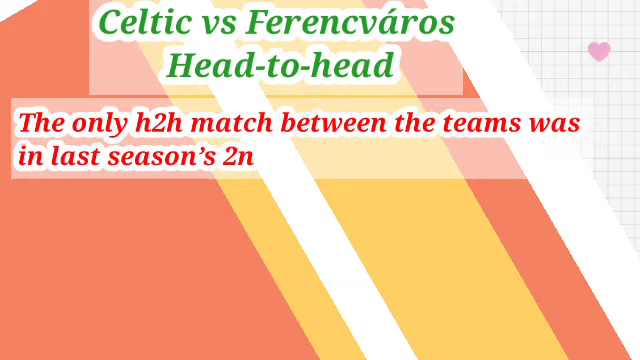 Celtic vs Ferencváros
Head-to-head
The only h2h match between the teams was
in last season’s 2n